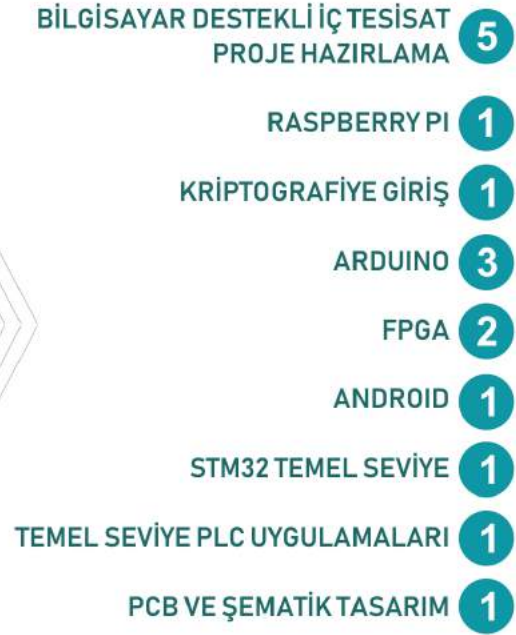 BİLGİSAYAR DESTEKLİ İÇ TESİSAT
PROJE HAZIRLAMA 5
RASPBERRY PI 1
KRİPTOGRAFİYE GİRİŞ 1
ARDUINO 3
FPGA 2
ANDROID 1
STM32 TEMEL SEVİYE 1
TEMEL SEVİYE PLC UYGULAMALARI 1
PCB VE ŞEMATİK TASARIM 1